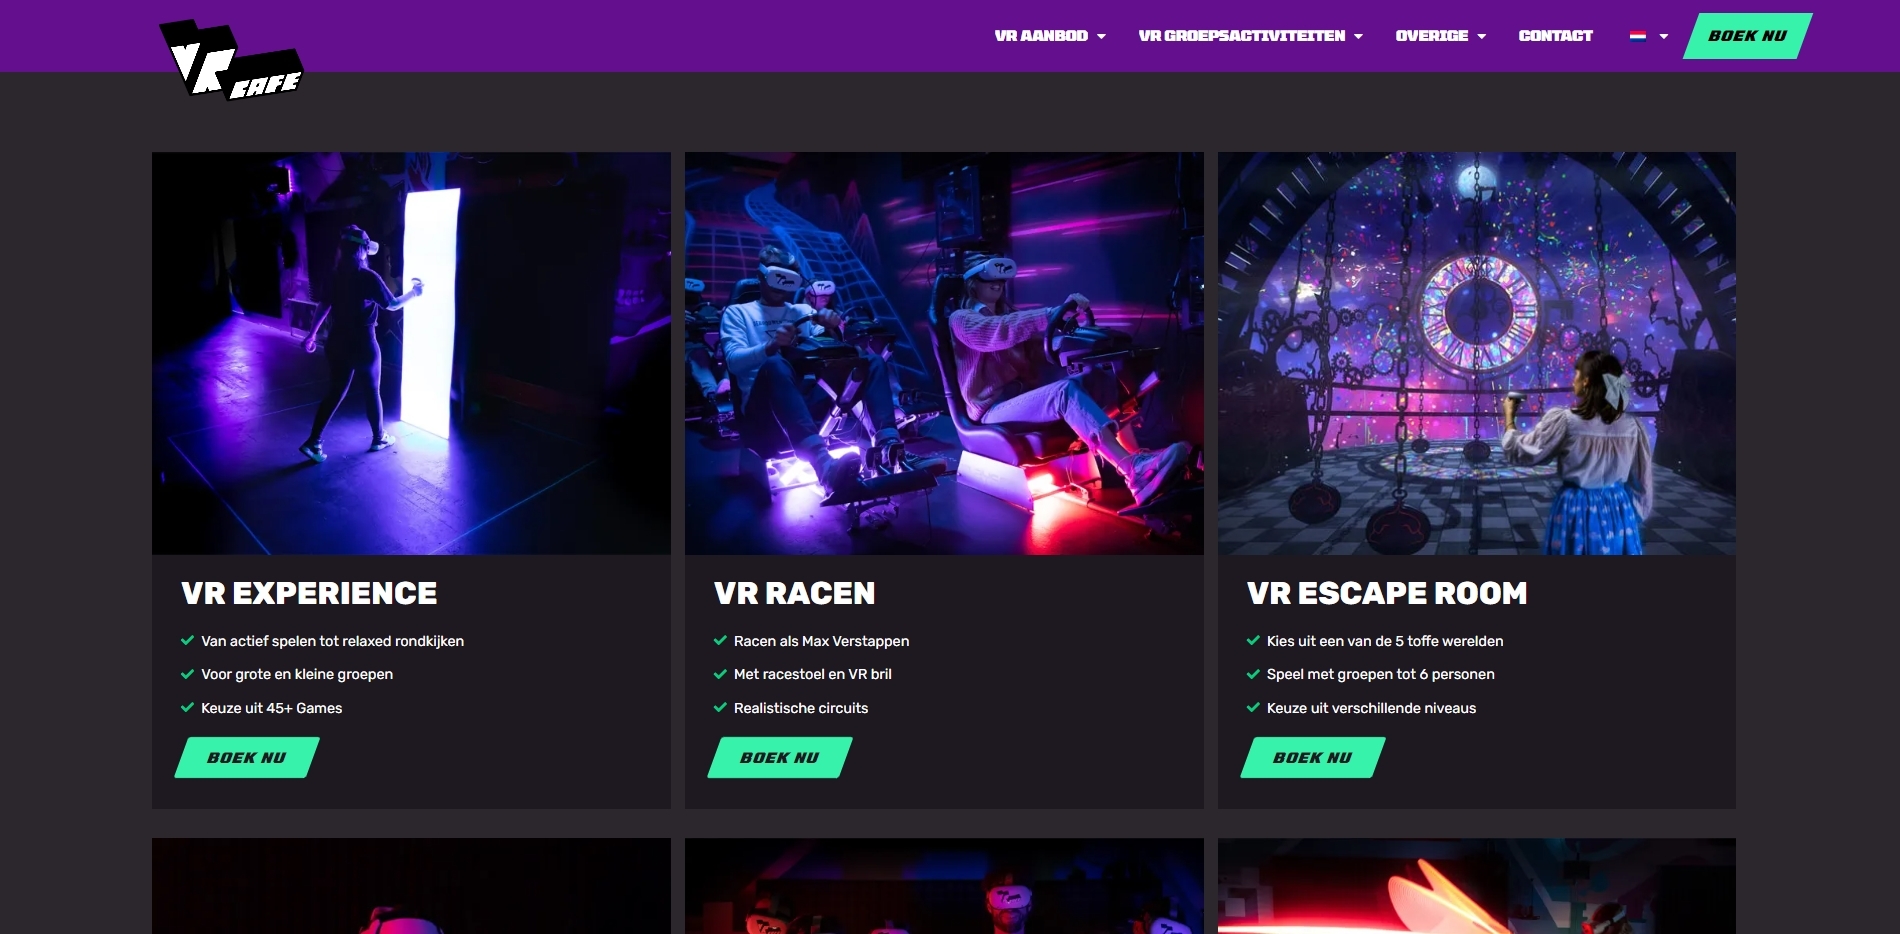 VR CAFE
VR AANBOD
VR GROEPSACTIVITEITEN
OVERIGE
CONTACT
BOEK NU
VR EXPERIENCE
Van actief spelen tot relaxed rondkijken
Voor grote en kleine groepen
Keuze uit 45+ Games
BOEK NU
VR RACEN
Racen als Max Verstappen
Met racestoel en VR bril
Realistische circuits
BOEK NU
VR ESCAPE ROOM
Kies uit een van de 5 toffe werelden
Speel met groepen tot 6 personen
Keuze uit verschillende niveaus
BOEK NU